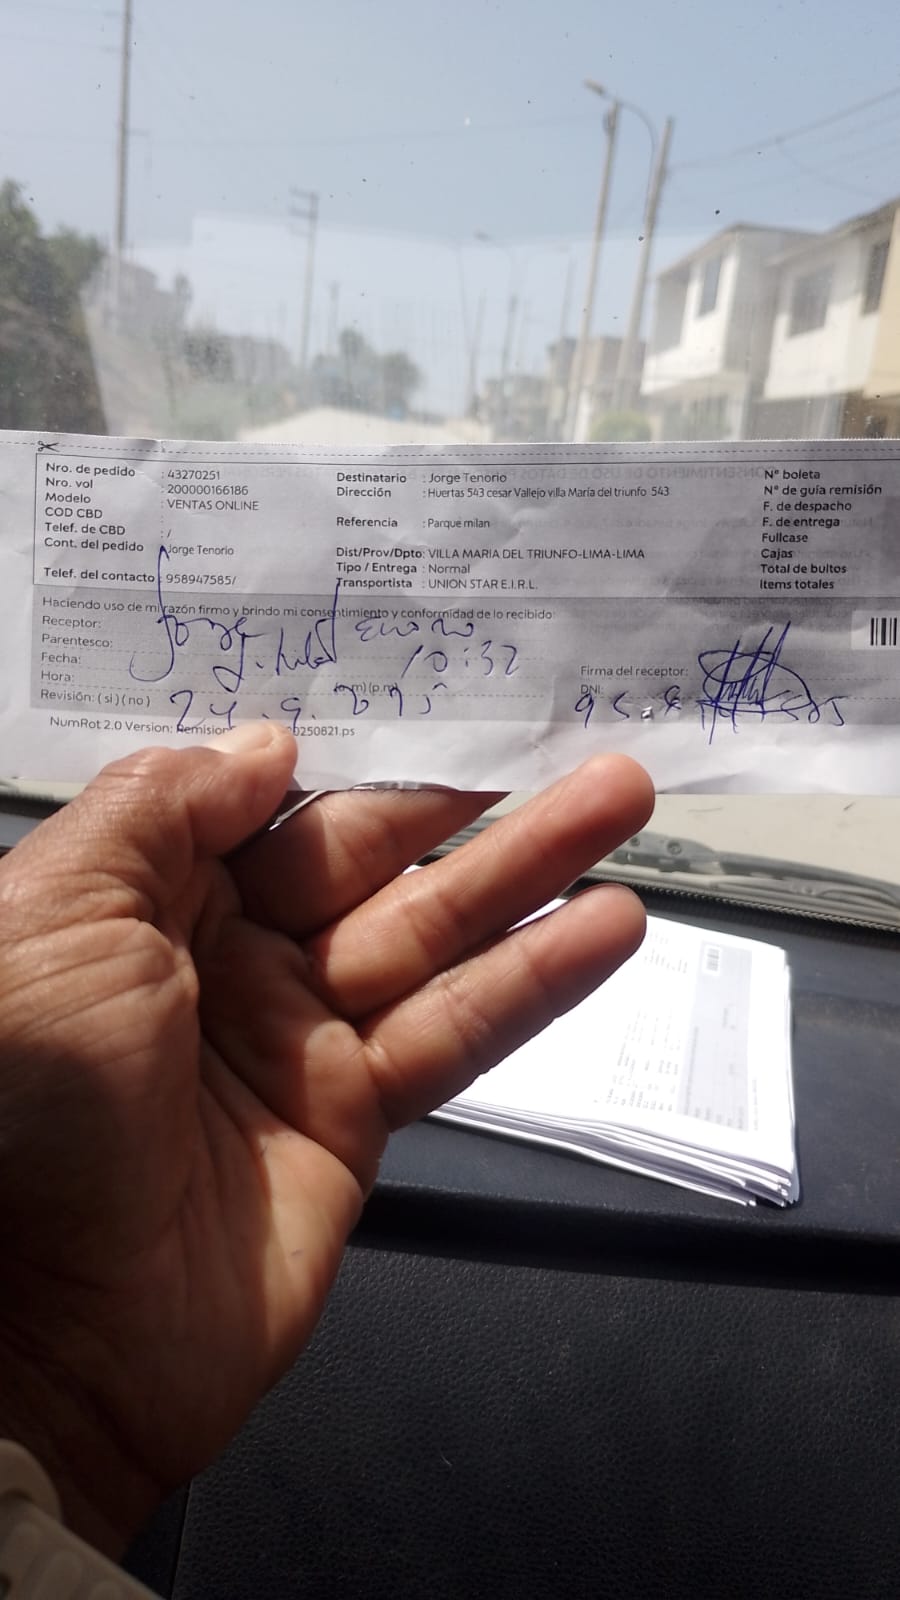 Nro. de pedido : 43270251
Nro. vol : 200000166186
Modelo : VENTAS ONLINE
COD CBD
Telef. de CBD : /
Cont. del pedido : Jorge Tenorio
Telef. del contacto : 958947585/
Destinatario : Jorge Tenorio
Dirección : Huertas 543 cesar Vallejo villa María del triunfo 543
Referencia : Parque milan
Dist/Prov/Dpto: VILLA MARIA DEL TRIUNFO-LIMA-LIMA
Tipo / Entrega : Normal
Transportista : UNION STAR E.I.R.L.
Nº boleta
Nº de guía remisión
F. de despacho
F. de entrega
Fullcase
Cajas
Total de bultos
Items totales
Haciendo uso de mi razón firmo y brindo mi consentimiento y conformidad de lo recibido:
Receptor: Jorge
Parentesco:
Fecha: 10:32
Hora: (a.m) (p.m)
Revisión: ( si ) ( no ) 24.9.
Firma del receptor:
DNI:
NumRot 2.0 Version: Remision 0250821.ps